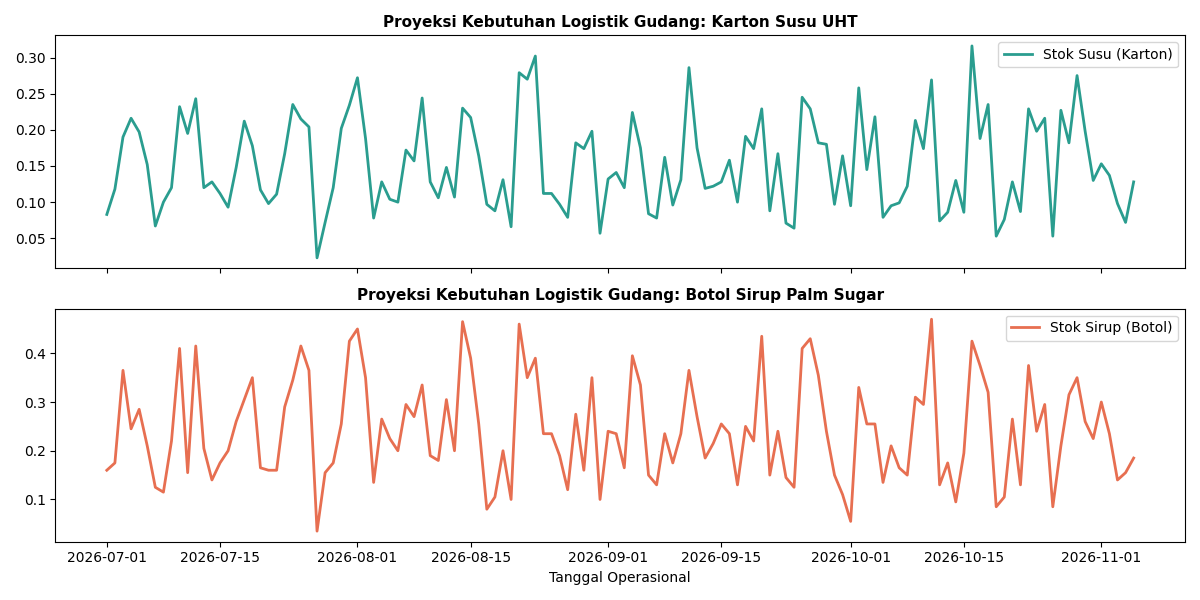 Proyeksi Kebutuhan Logistik Gudang: Karton Susu UHT
Stok Susu (Karton)
0.30
0.25
0.20
0.15
0.10
0.05
Proyeksi Kebutuhan Logistik Gudang: Botol Sirup Palm Sugar
Stok Sirup (Botol)
0.4
0.3
0.2
0.1
2026-07-01 2026-07-15 2026-08-01 2026-08-15 2026-09-01 2026-09-15 2026-10-01 2026-10-15 2026-11-01
Tanggal Operasional